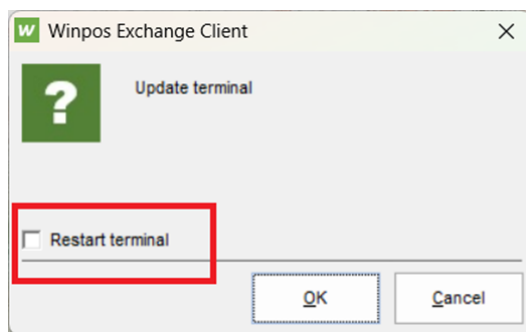 Winpos Exchange Client
Update terminal
Restart terminal
OK
Cancel